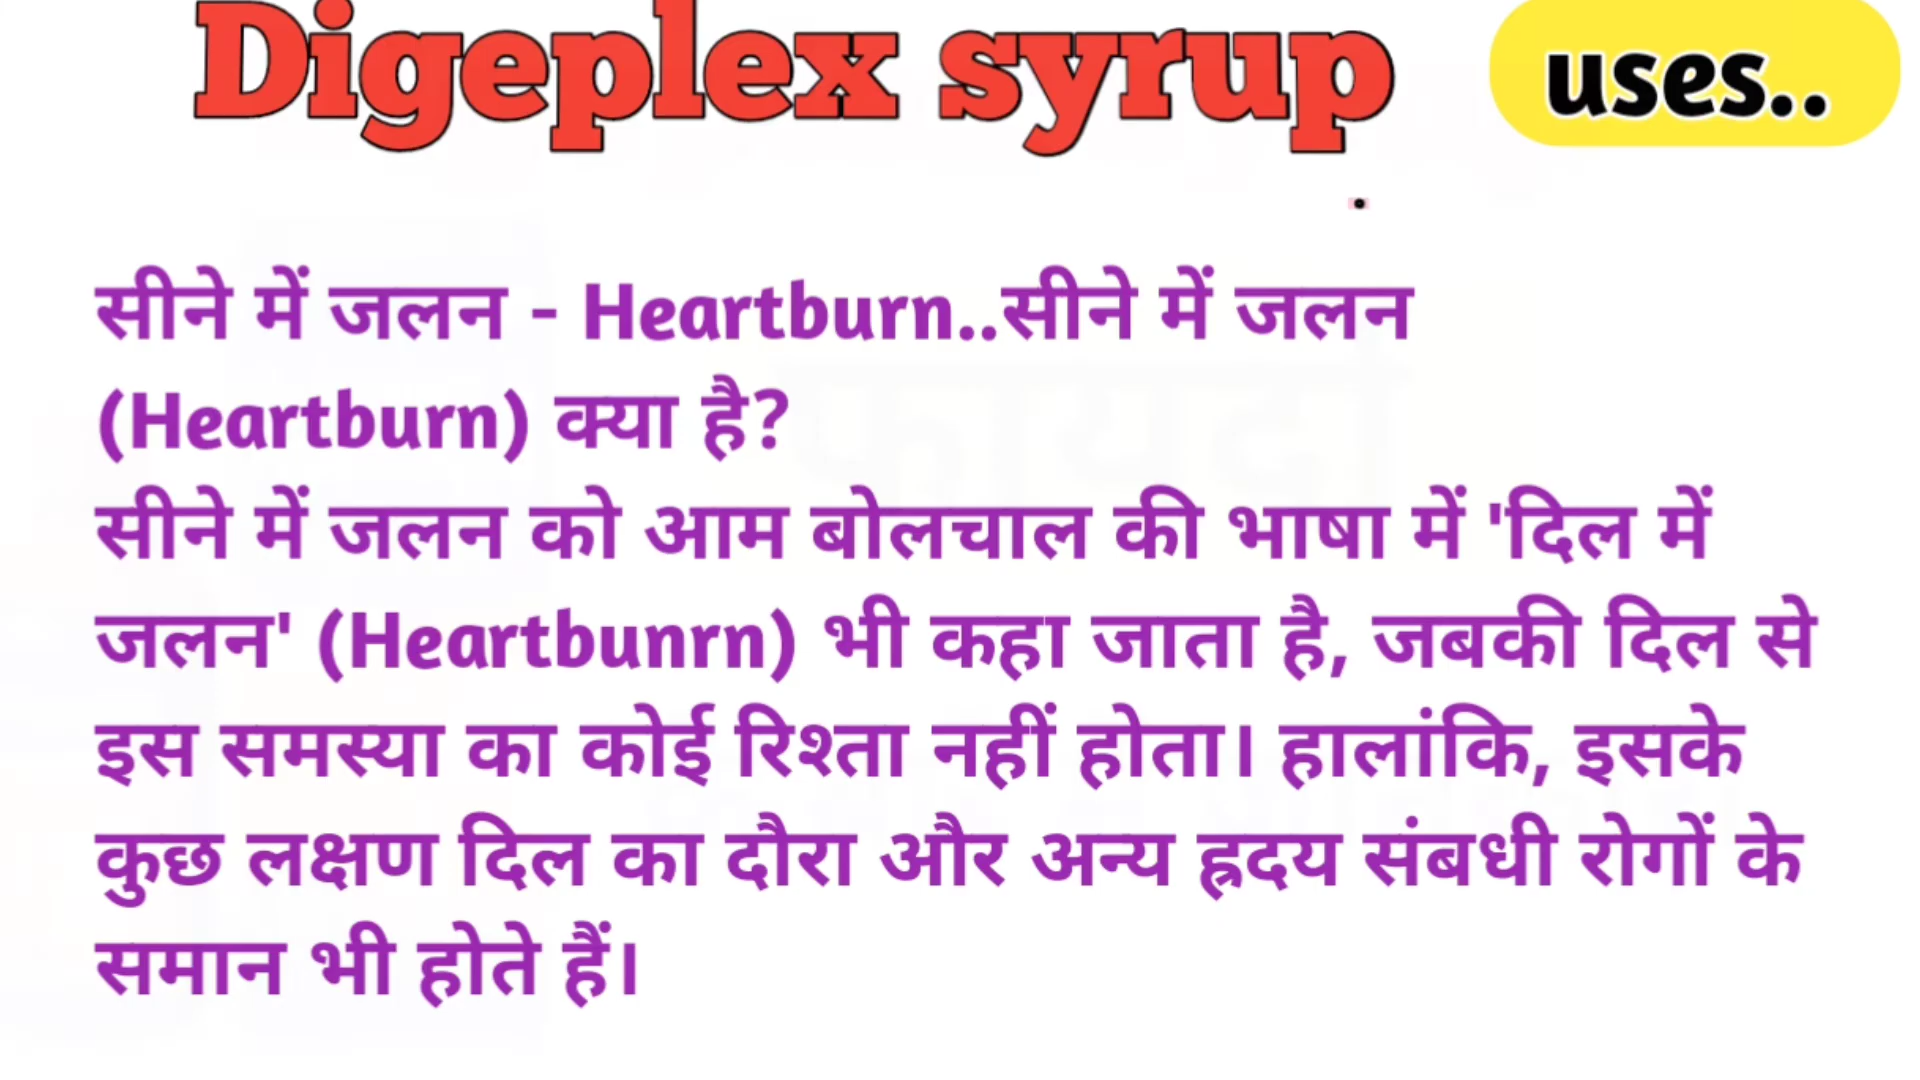 Digeplex syrup uses..
सीने में जलन - Heartburn..सीने में जलन
(Heartburn) क्या है?
सीने में जलन को आम बोलचाल की भाषा में 'दिल में
जलन' (Heartbunrn) भी कहा जाता है, जबकी दिल से
इस समस्या का कोई रिश्ता नहीं होता। हालांकि, इसके
कुछ लक्षण दिल का दौरा और अन्य ह्रदय संबधी रोगों के
समान भी होते हैं।